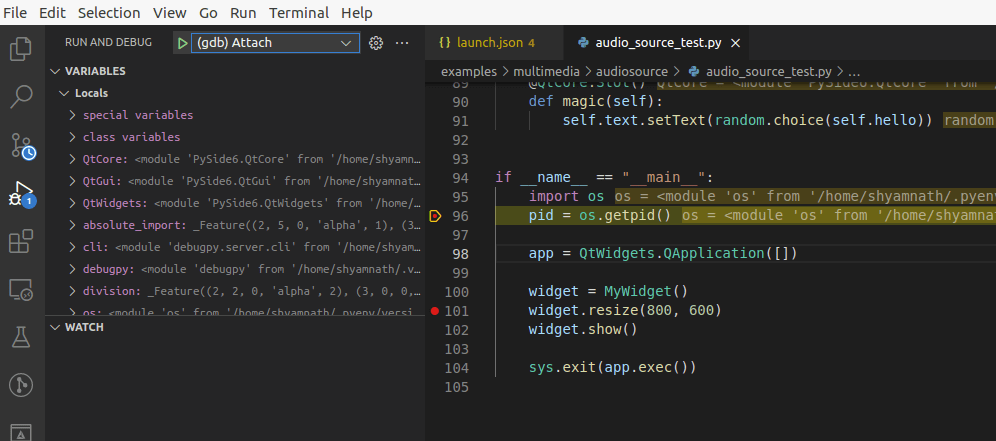 File Edit Selection View Go Run Terminal Help
RUN AND DEBUG (gdb) Attach ...
{} launch.json 4 audio_source_test.py ×
examples > multimedia > audiosource > audio_source_test.py > ...
VARIABLES
Locals
special variables
class variables
QtCore: <module 'PySide6.QtCore' from '/home/shyamn…
QtGui: <module 'PySide6.QtGui' from '/home/shyamnat…
QtWidgets: <module 'PySide6.QtWidgets' from '/home/…
absolute_import: _Feature((2, 5, 0, 'alpha', 1), (3…
cli: <module 'debugpy.server.cli' from '/home/shyam…
debugpy: <module 'debugpy' from '/home/shyamnath/.v…
division: _Feature((2, 2, 0, 'alpha', 2), (3, 0, 0,…
os: <module 'os' from '/home/shyamnath/.pyenv/versi…
WATCH
1
89 @QtCore.Slot() QtCore = <module 'PySide6.QtCore' from '/
90 def magic(self):
91 self.text.setText(random.choice(self.hello)) random
92
93
94 if __name__ == "__main__":
95 import os os = <module 'os' from '/home/shyamnath/.pyenv
96 pid = os.getpid() os = <module 'os' from '/home/shyamnat
97
98 app = QtWidgets.QApplication([])
99
100 widget = MyWidget()
101 widget.resize(800, 600)
102 widget.show()
103
104 sys.exit(app.exec())
105